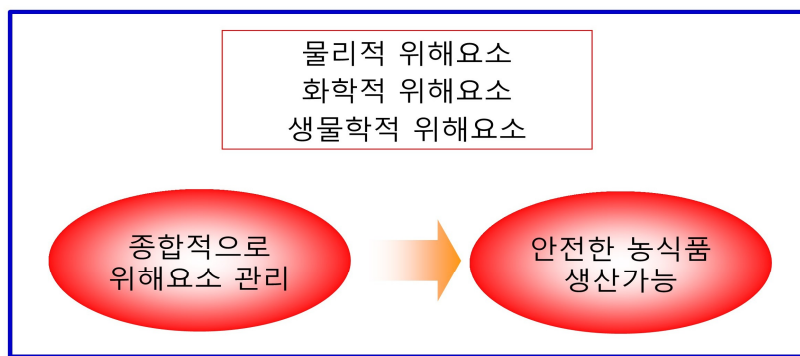 물리적 위해요소
화학적 위해요소
생물학적 위해요소
종합적으로
위해요소 관리
안전한 농식품
생산가능